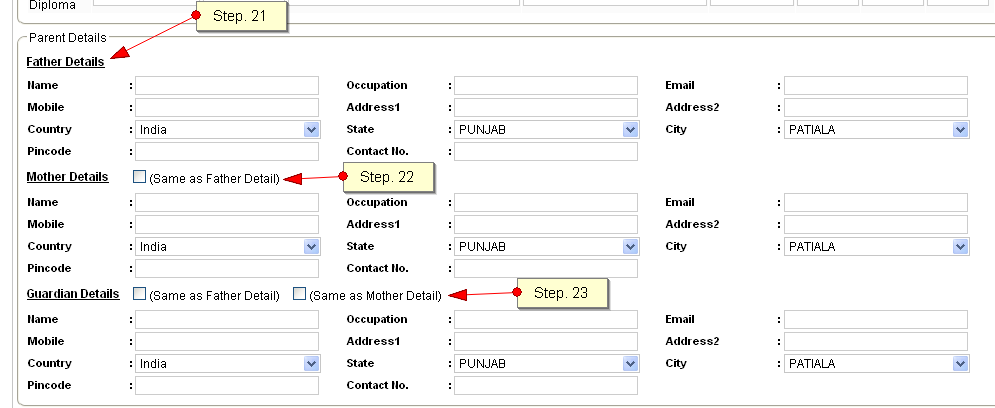 Diploma
Step. 21
Parent Details
Father Details
Name : Occupation : Email :
Mobile : Address1 : Address2 :
Country : India State : PUNJAB City : PATIALA
Pincode : Contact No. :
Mother Details (Same as Father Detail) Step. 22
Name : Occupation : Email :
Mobile : Address1 : Address2 :
Country : India State : PUNJAB City : PATIALA
Pincode : Contact No. :
Guardian Details (Same as Father Detail) (Same as Mother Detail) Step. 23
Name : Occupation : Email :
Mobile : Address1 : Address2 :
Country : India State : PUNJAB City : PATIALA
Pincode : Contact No. :